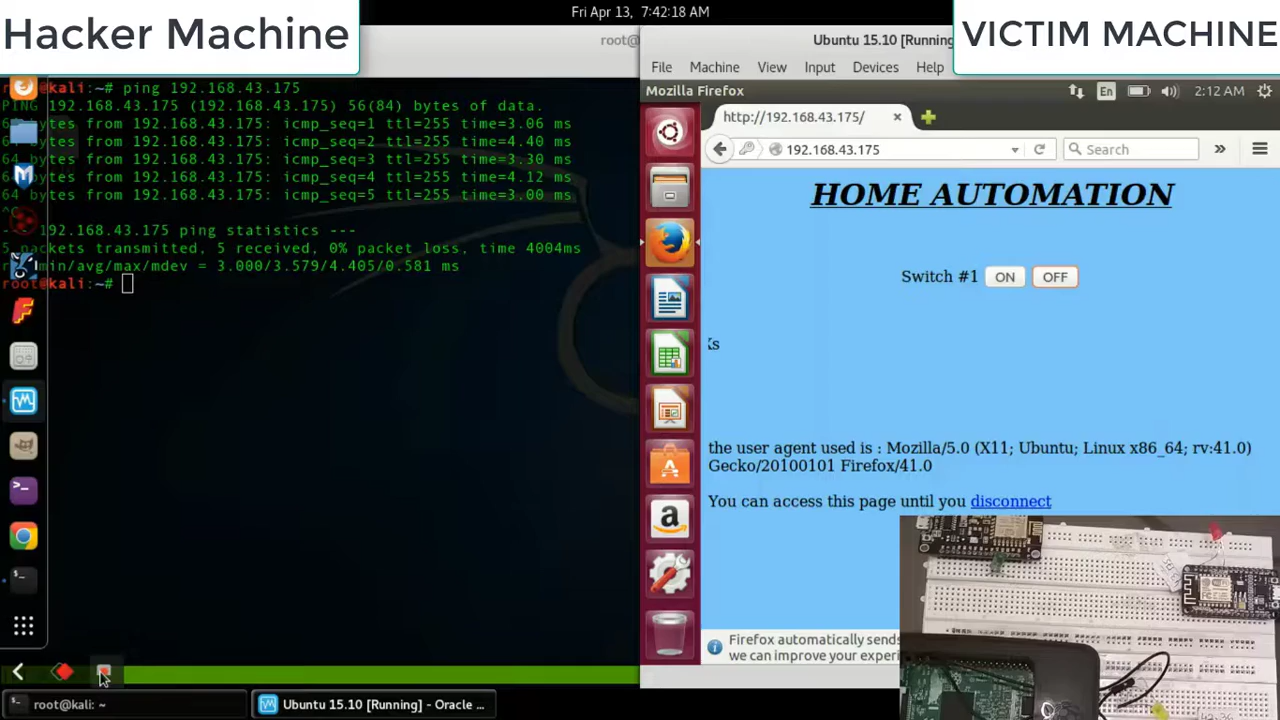 Fri Apr 13, 7:42:18 AM
Hacker Machine
VICTIM MACHINE
root@
:~# ping 192.168.43.175
PING 192.168.43.175 (192.168.43.175) 56(84) bytes of data.
64 bytes from 192.168.43.175: icmp_seq=1 ttl=255 time=3.06 ms
64 bytes from 192.168.43.175: icmp_seq=2 ttl=255 time=4.40 ms
64 bytes from 192.168.43.175: icmp_seq=3 ttl=255 time=3.30 ms
64 bytes from 192.168.43.175: icmp_seq=4 ttl=255 time=4.12 ms
64 bytes from 192.168.43.175: icmp_seq=5 ttl=255 time=3.00 ms
^C
--- 192.168.43.175 ping statistics ---
5 packets transmitted, 5 received, 0% packet loss, time 4004ms
min/avg/max/mdev = 3.000/3.579/4.405/0.581 ms
root@kali:~#
root@kali: ~
Ubuntu 15.10 [Running] - Oracle ...
Ubuntu 15.10 [Running
File Machine View Input Devices Help
Mozilla Firefox
En
2:12 AM
http://192.168.43.175/
192.168.43.175
Search
HOME AUTOMATION
Switch #1 ON OFF
ks
the user agent used is : Mozilla/5.0 (X11; Ubuntu; Linux x86_64; rv:41.0)
Gecko/20100101 Firefox/41.0
You can access this page until you disconnect
Firefox automatically sends
we can improve your experi